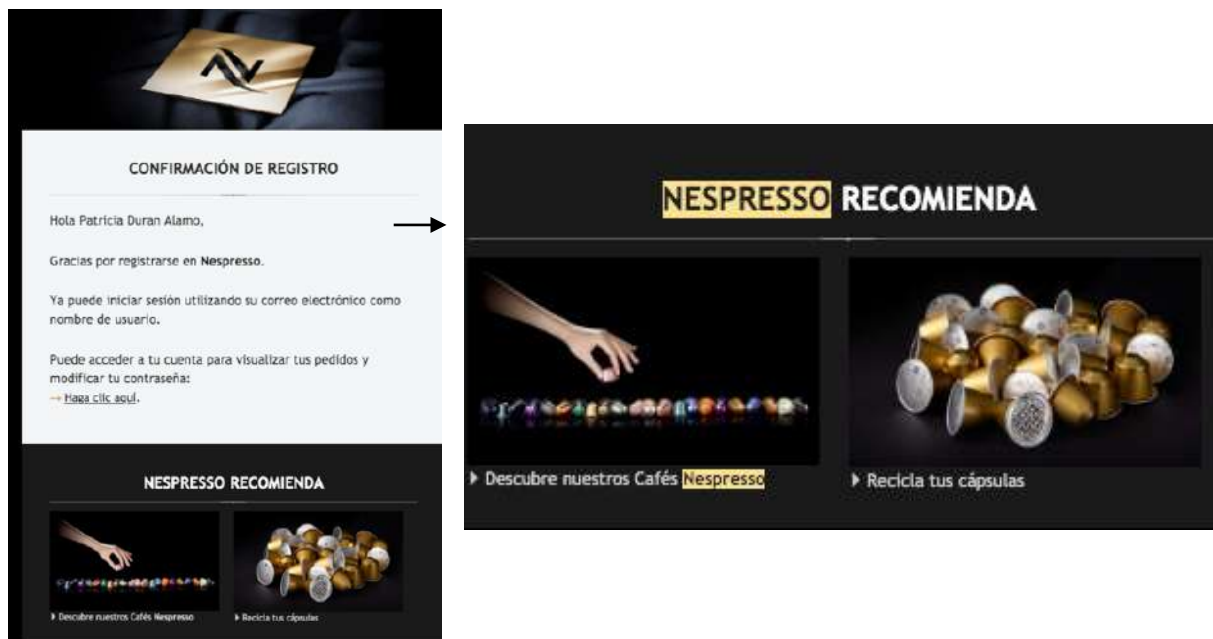 CONFIRMACIÓN DE REGISTRO
Hola Patricia Duran Alamo,
Gracias por registrarse en Nespresso.
Ya puede iniciar sesión utilizando su correo electrónico como
nombre de usuario.
Puede acceder a tu cuenta para visualizar tus pedidos y
modificar tu contraseña:
→ Haga clic aquí.
NESPRESSO RECOMIENDA
Descubre nuestros Cafés Nespresso
Recicla tus cápsulas
NESPRESSO RECOMIENDA
Descubre nuestros Cafés Nespresso
Recicla tus cápsulas